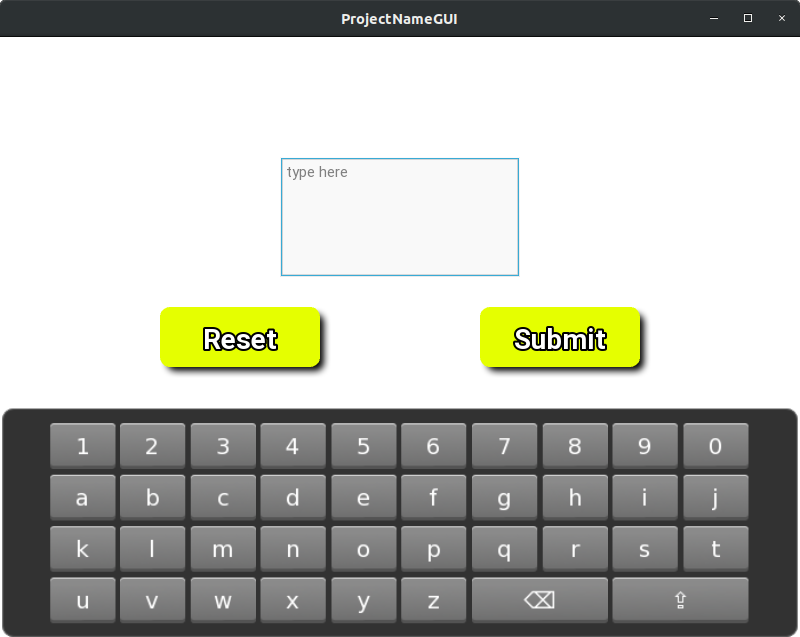 ProjectNameGUI
type here
Reset Submit
1 2 3 4 5 6 7 8 9 0
a b c d e f g h i j
k l m n o p q r s t
u v w x y z ⌫ ⇪